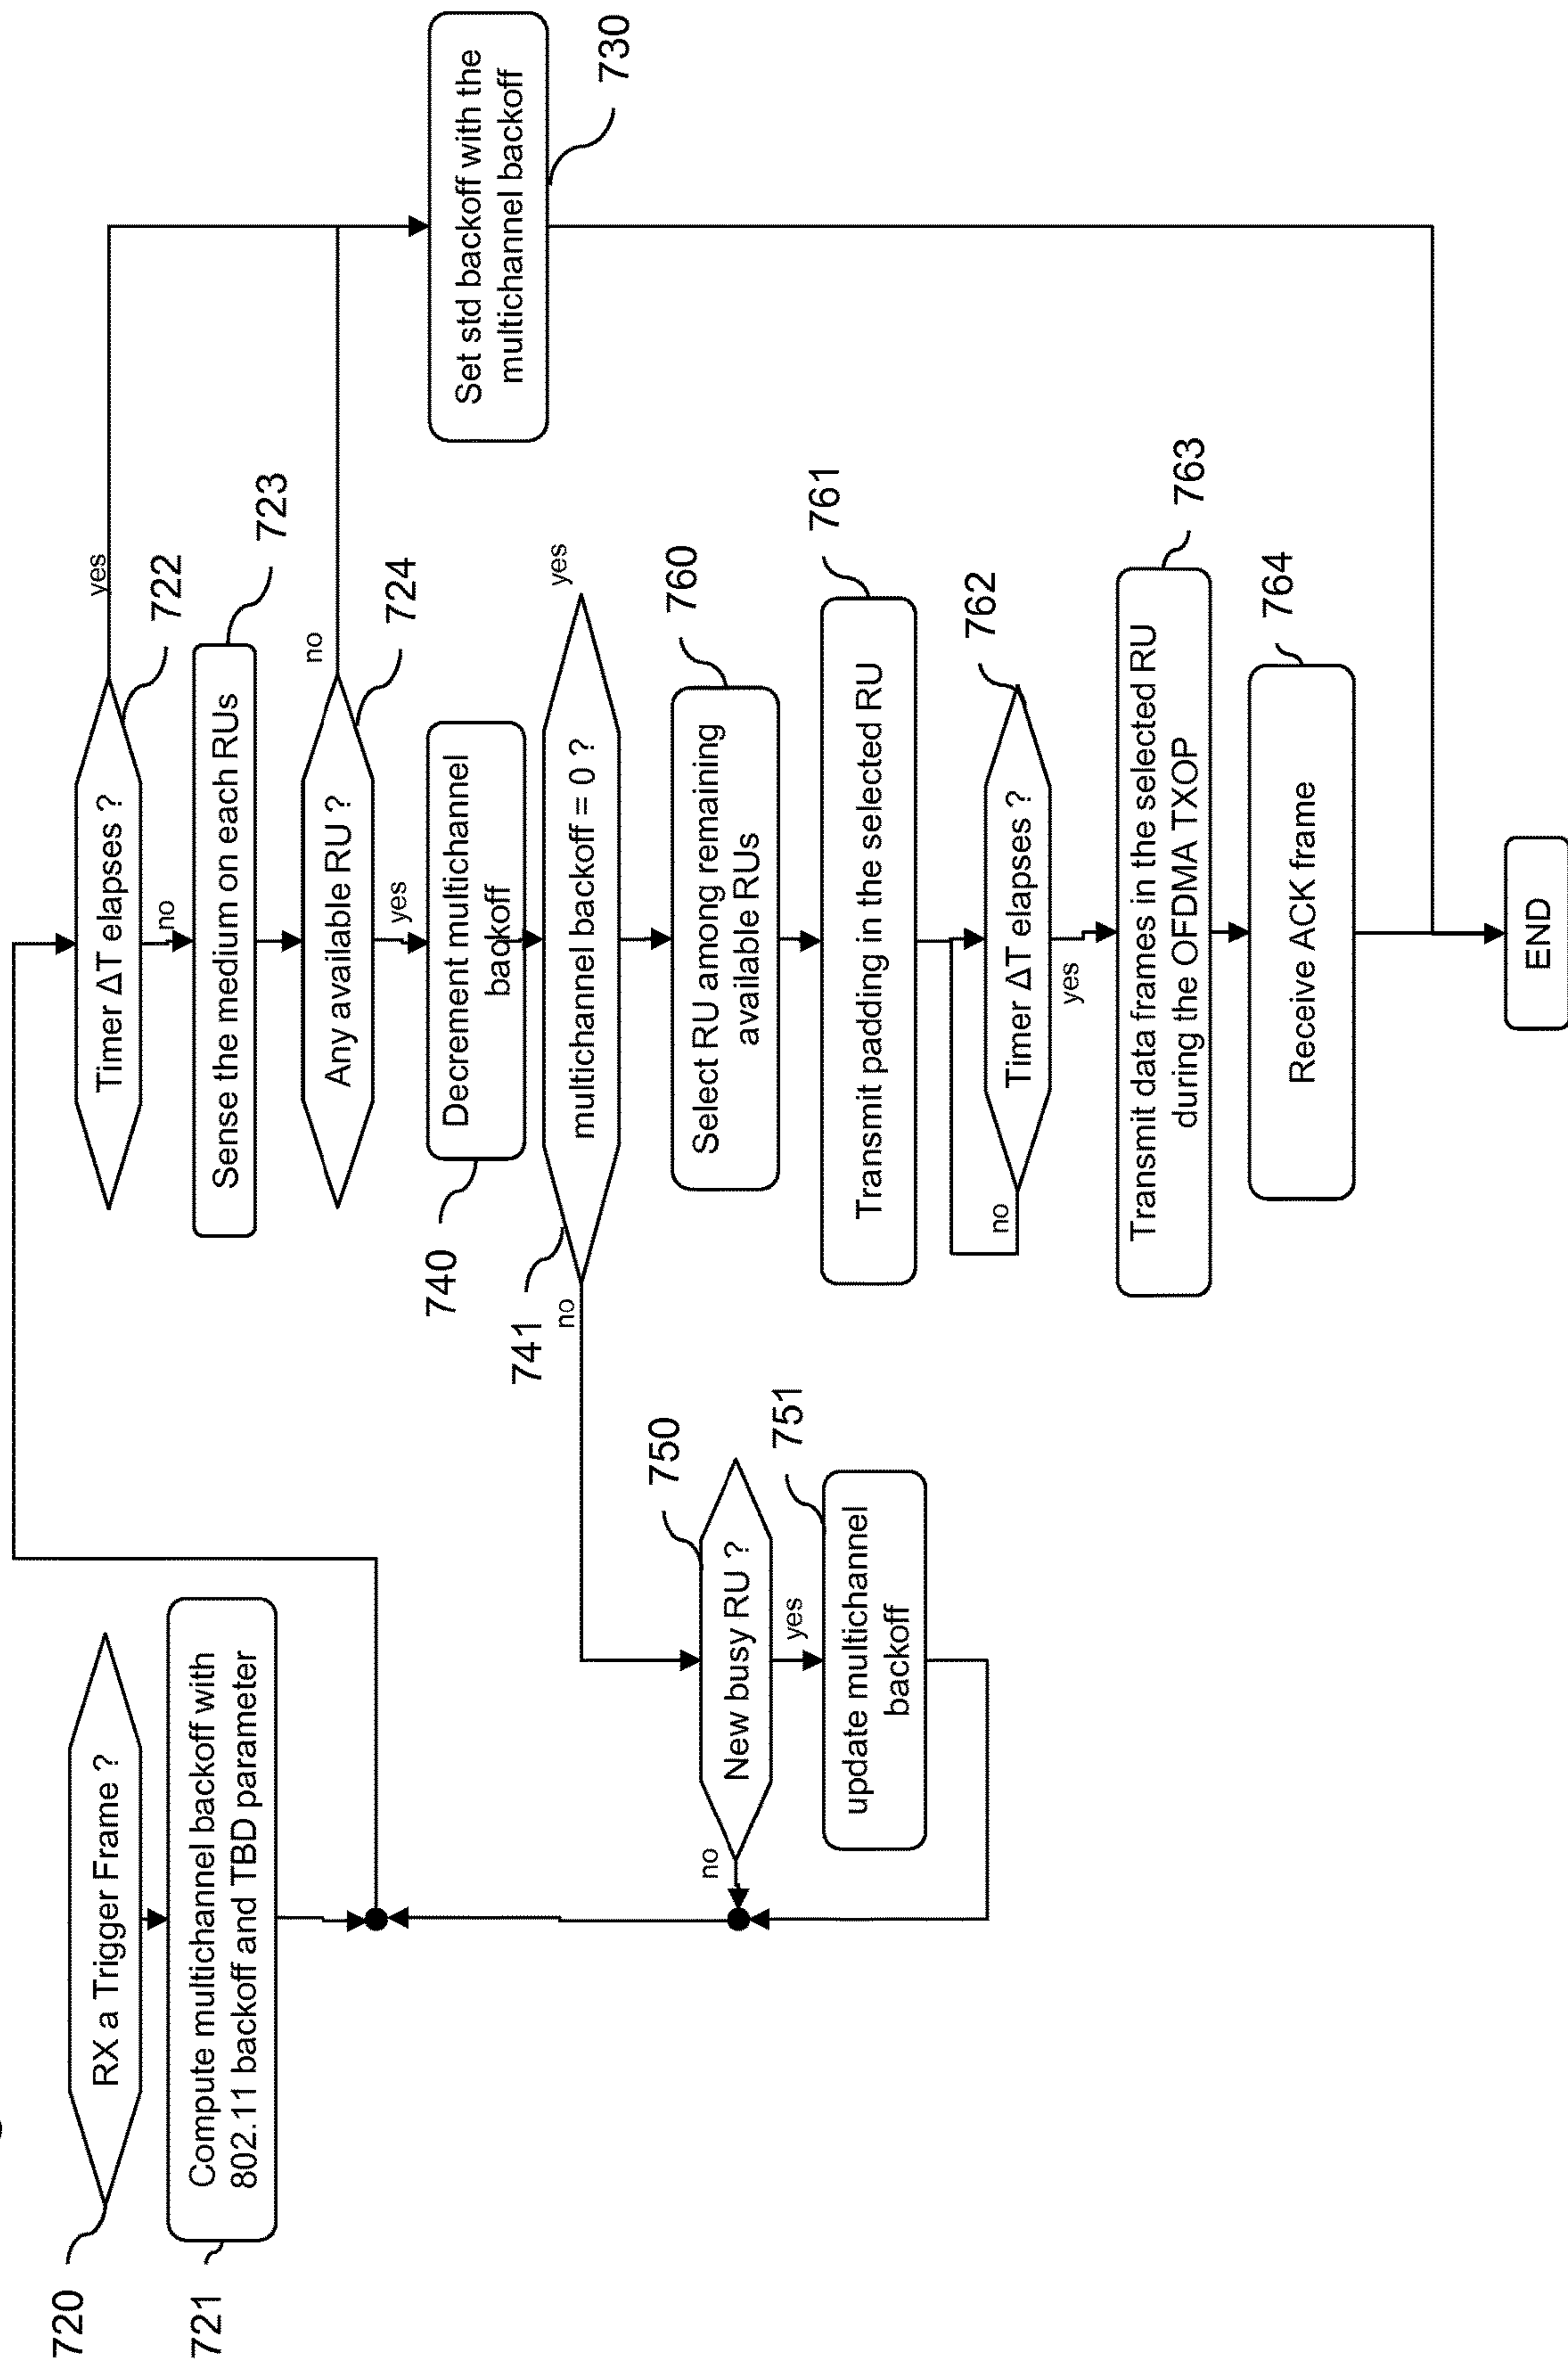 720
RX a Trigger Frame ?
721
Compute multichannel backoff with
802.11 backoff and TBD parameter
Timer ΔT elapses ?
yes
722
no
Sense the medium on each RUs
723
Any available RU ?
no
724
yes
Decrement multichannel
backoff
740
multichannel backoff = 0 ?
yes
741
no
New busy RU ?
750
no
yes
update multichannel
backoff
751
Set std backoff with the
multichannel backoff
730
Select RU among remaining
available RUs
760
Transmit padding in the selected RU
761
Timer ΔT elapses ?
762
no
yes
Transmit data frames in the selected RU
during the OFDMA TXOP
763
Receive ACK frame
764
END